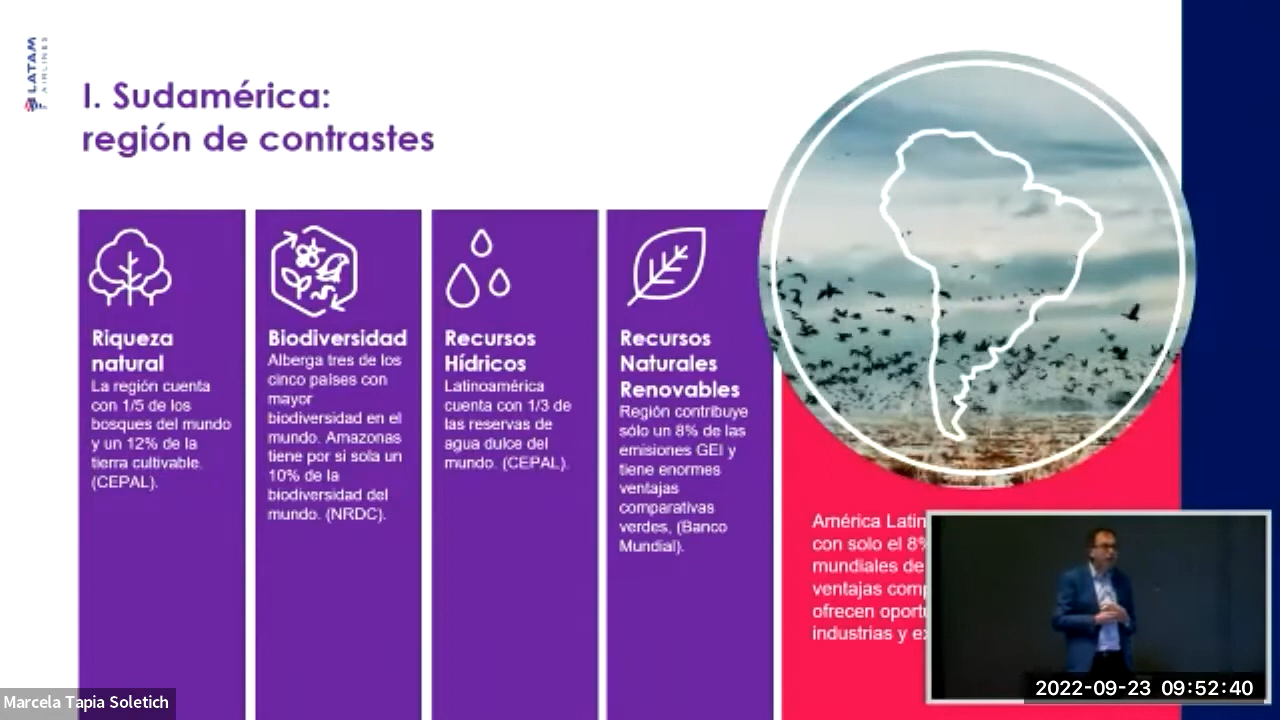 LATAM
AIRLINES
I. Sudamérica:
región de contrastes
Riqueza
natural
La región cuenta
con 1/5 de los
bosques del mundo
y un 12% de la
tierra cultivable.
(CEPAL).
Biodiversidad
Alberga tres de los
cinco países con
mayor
biodiversidad en el
mundo. Amazonas
tiene por si sola un
10% de la
biodiversidad del
mundo. (NRDC).
Recursos
Hídricos
Latinoamérica
cuenta con 1/3 de
las reservas de
agua dulce del
mundo. (CEPAL).
Recursos
Naturales
Renovables
Región contribuye
sólo un 8% de las
emisiones GEI y
tiene enormes
ventajas
comparativas
verdes, (Banco
Mundial).
América Latin
con solo el 8%
mundiales de
ventajas comp
ofrecen oportu
industrias y ex
Marcela Tapia Soletich
2022-09-23 09:52:40